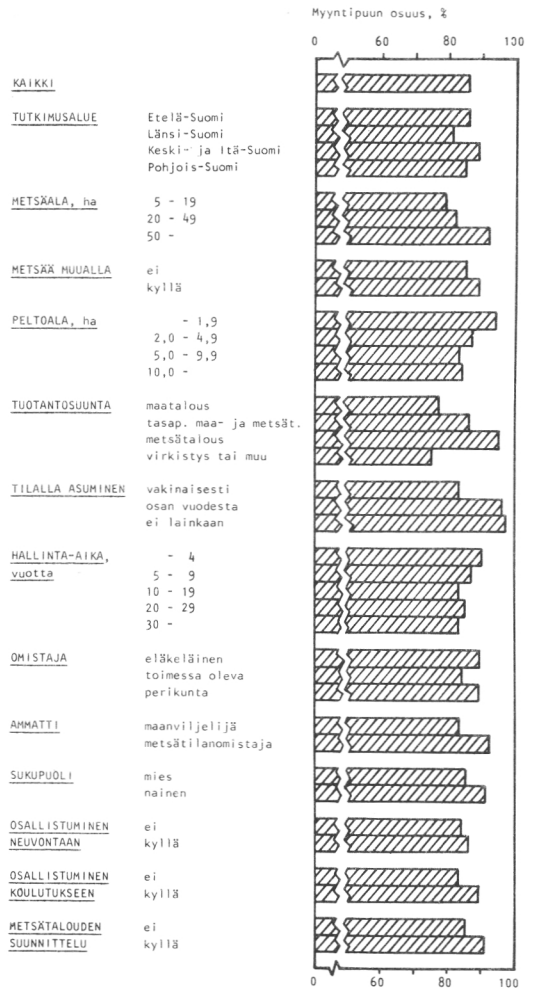 Myyntipuun osuus, %
0 60 80 100
KAIKKI
TUTKIMUSALUE Etelä-Suomi
Länsi-Suomi
Keski- ja Itä-Suomi
Pohjois-Suomi
METSÄALA, ha 5 - 19
20 - 49
50 -
METSÄÄ MUUALLA ei
kyllä
PELTOALA, ha - 1,9
2,0 - 4,9
5,0 - 9,9
10,0 -
TUOTANTOSUUNTA maatalous
tasap. maa- ja metsät.
metsätalous
virkistys tai muu
TILALLA ASUMINEN vakinaisesti
osan vuodesta
ei lainkaan
HALLINTA-AIKA, - 4
vuotta 5 - 9
10 - 19
20 - 29
30 -
OMISTAJA eläkeläinen
toimessa oleva
perikunta
AMMATTI maanviljelijä
metsätilanomistaja
SUKUPUOLI mies
nainen
OSALLISTUMINEN ei
NEUVONTAAN kyllä
OSALLISTUMINEN ei
KOULUTUKSEEN kyllä
METSÄTALOUDEN ei
SUUNNITTELU kyllä
0 60 80 100